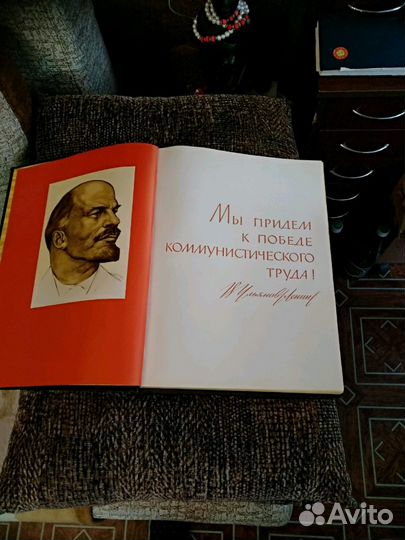 Мы придем
к победе
коммунистического
труда!
В Ульянов (Ленин)
Avito